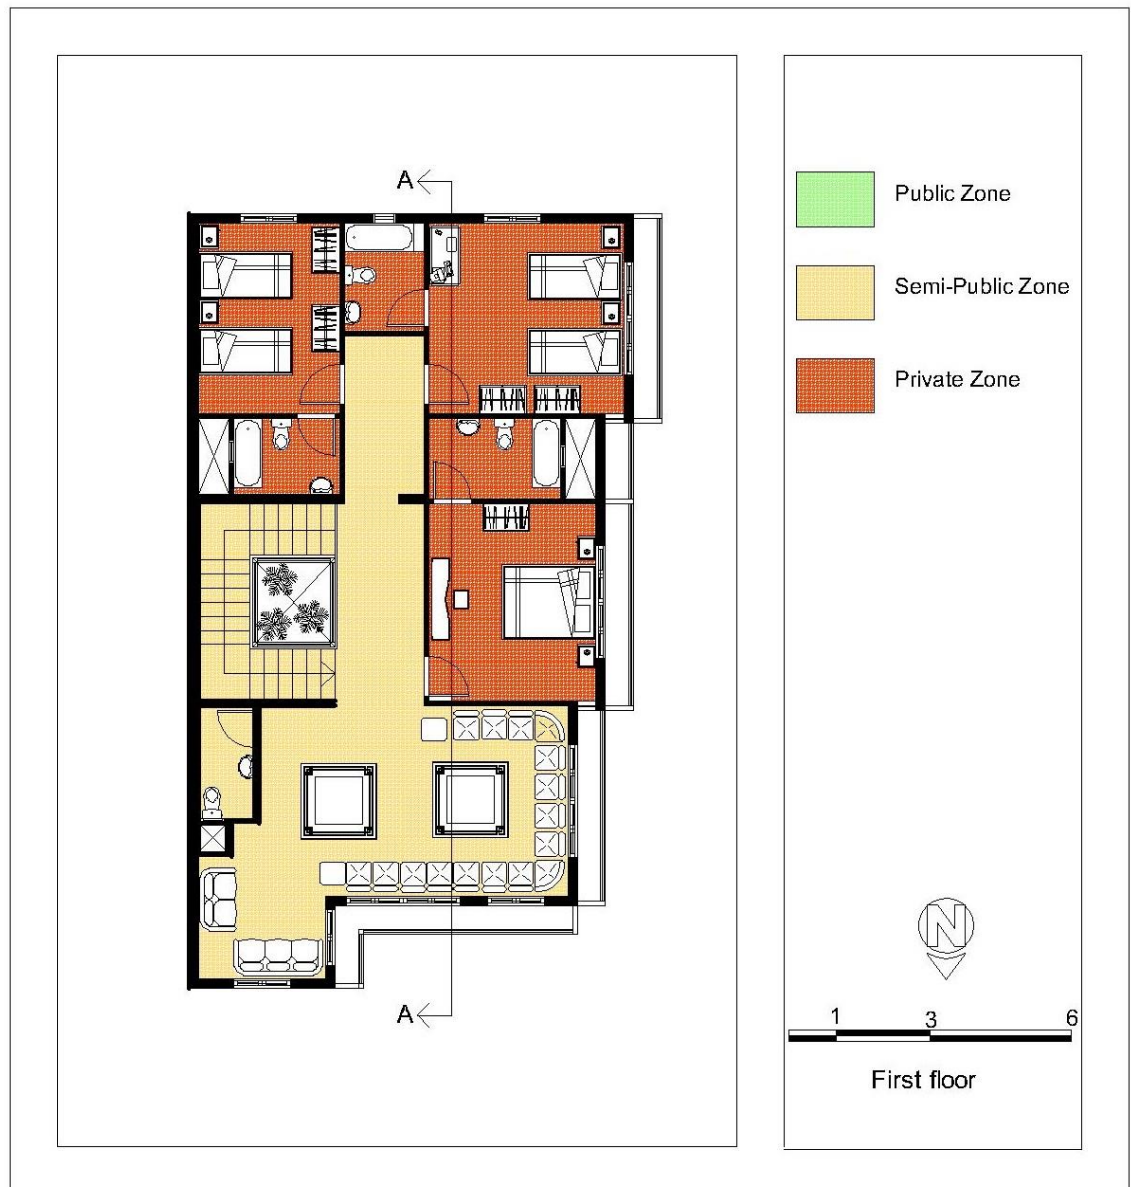 A
Public Zone
Semi-Public Zone
Private Zone
N
1 3 6
A
First floor